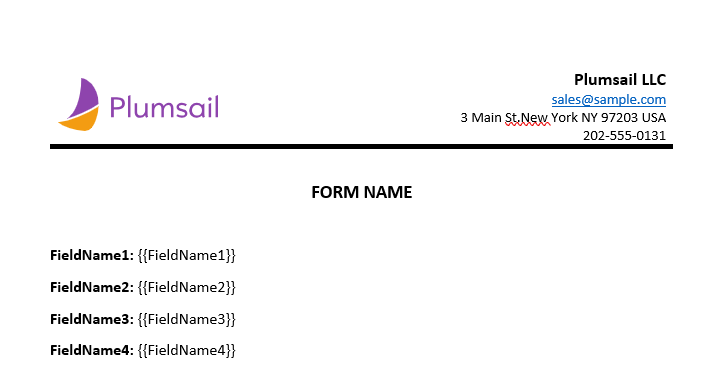 Plumsail
Plumsail LLC
sales@sample.com
3 Main St.New York NY 97203 USA
202-555-0131
FORM NAME
FieldName1: {{FieldName1}}
FieldName2: {{FieldName2}}
FieldName3: {{FieldName3}}
FieldName4: {{FieldName4}}